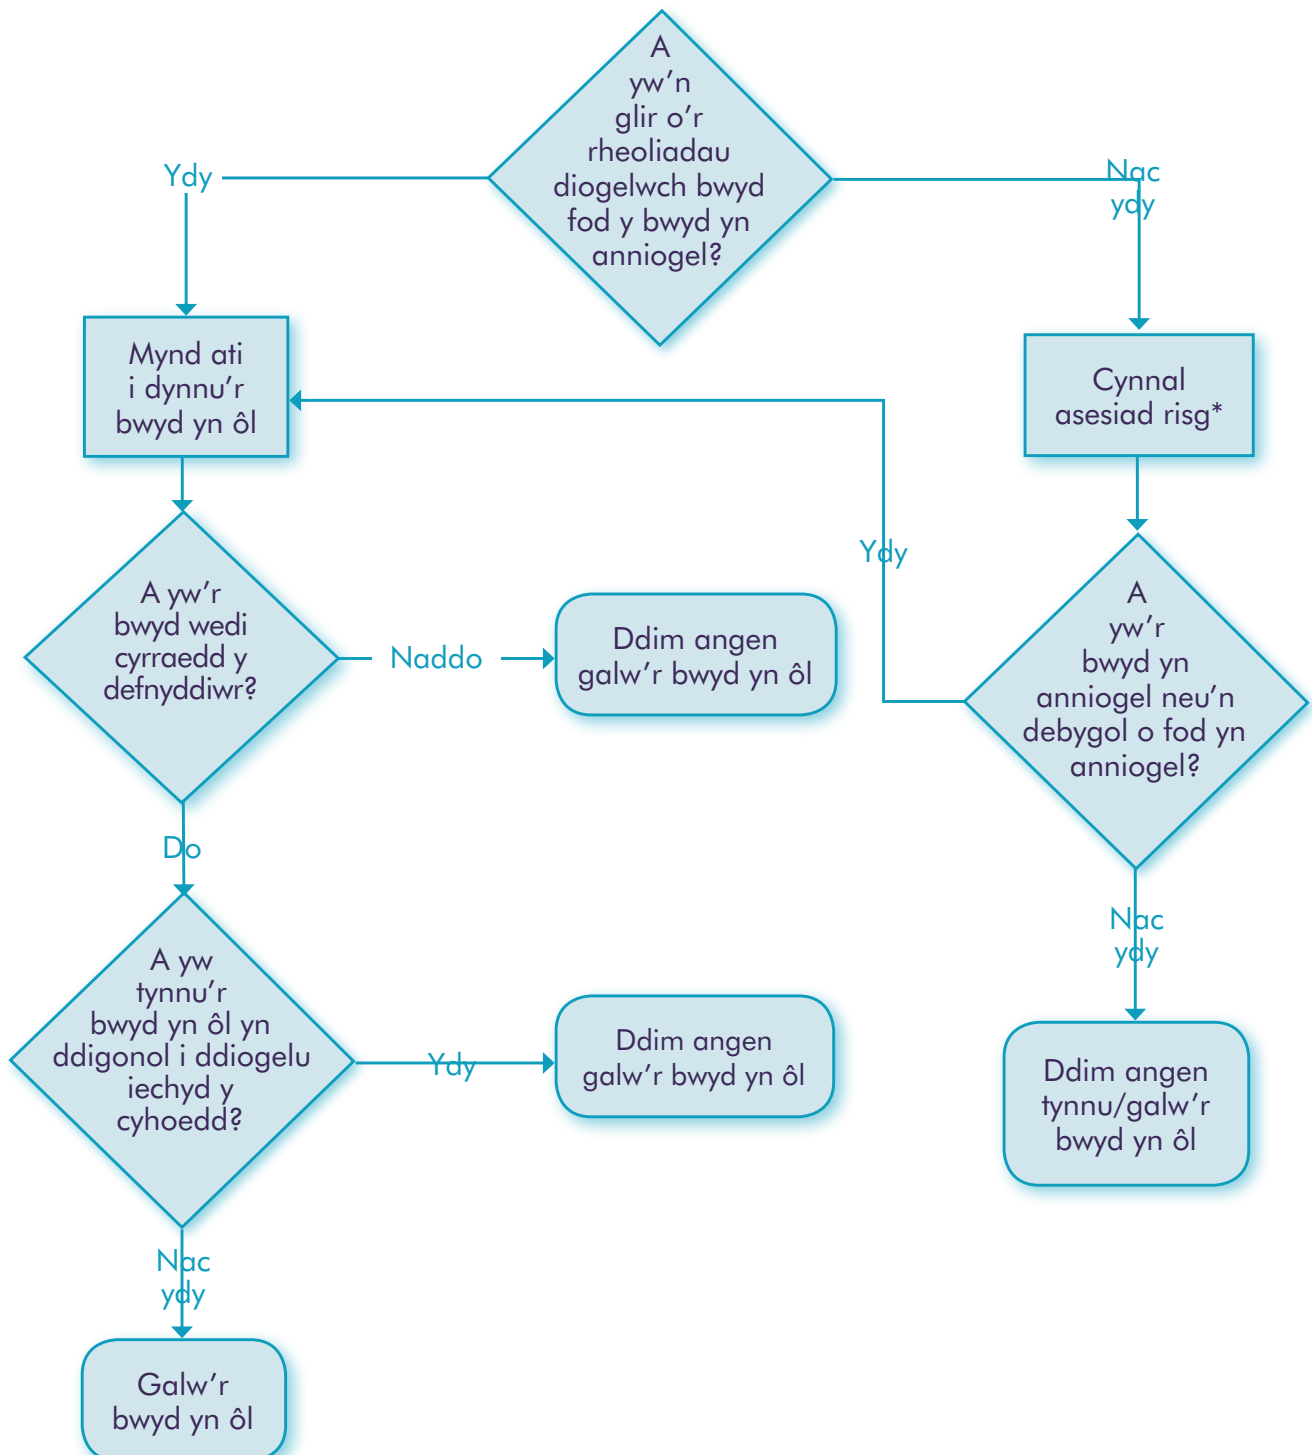 A
yw'n
glir o'r
rheoliadau
diogelwch bwyd
fod y bwyd yn
anniogel?
Ydy
Nac
ydy
Mynd ati
i dynnu'r
bwyd yn ôl
Cynnal
asesiad risg*
Ydy
A yw'r
bwyd wedi
cyrraedd y
defnyddiwr?
Naddo
Ddim angen
galw'r bwyd yn ôl
A
yw'r
bwyd yn
anniogel neu'n
debygol o fod yn
anniogel?
Do
Nac
ydy
A yw
tynnu'r
bwyd yn ôl yn
ddigonol i ddiogelu
iechyd y
cyhoedd?
Ydy
Ddim angen
galw'r bwyd yn ôl
Ddim angen
tynnu/galw'r
bwyd yn ôl
Nac
ydy
Galw'r
bwyd yn ôl